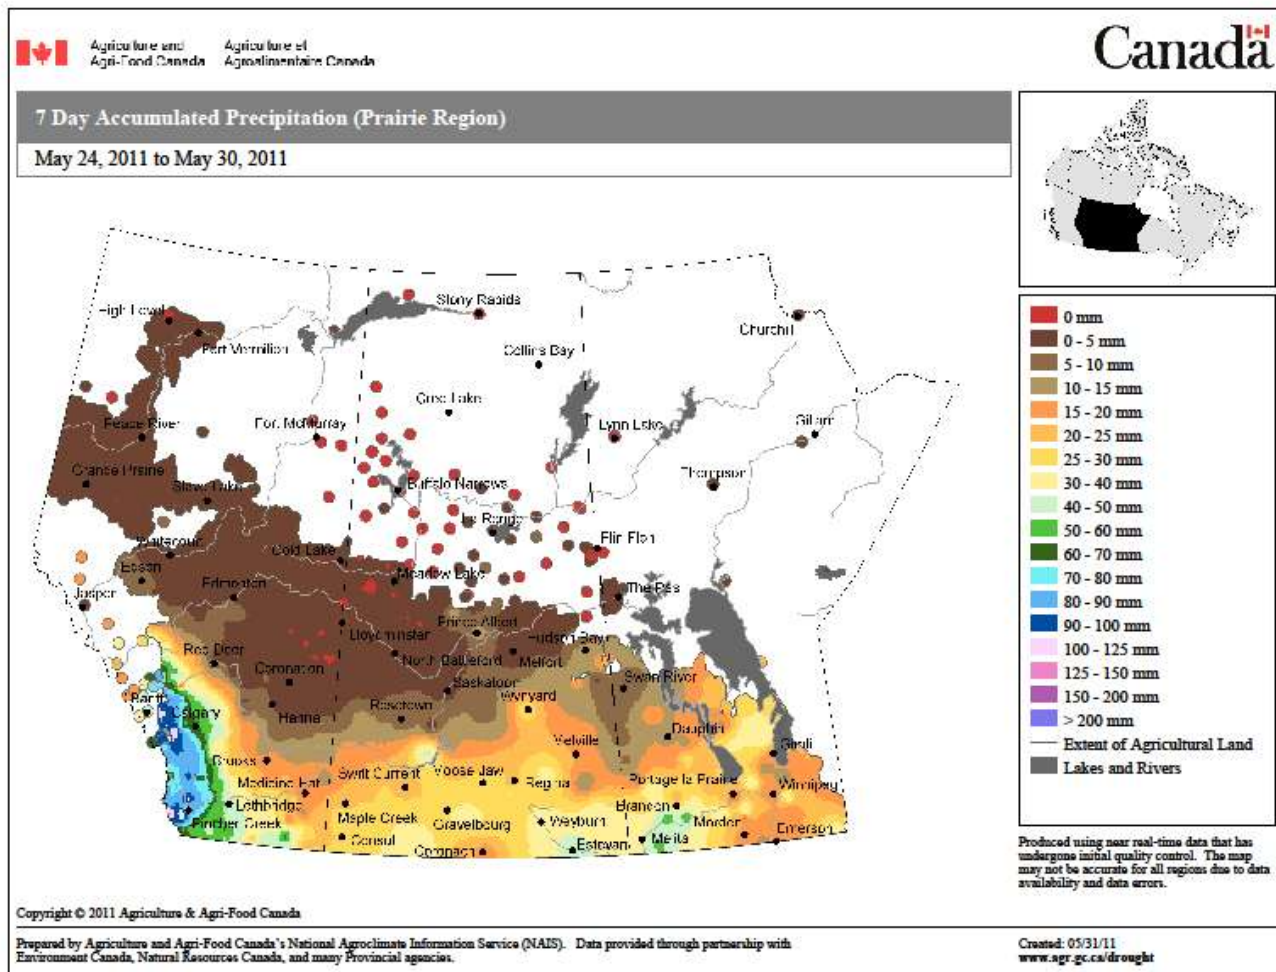 Agriculture and
Agri-Food Canada
Agriculture et
Agroalimentaire Canada
Canada
7 Day Accumulated Precipitation (Prairie Region)
May 24, 2011 to May 30, 2011
High Level
Fort Vermilion
Stony Rapids
Churchill
Collins Bay
Cree Lake
Peace River
Fort McMurray
Lynn Lake
Gillam
Grande Prairie
Slave Lake
Buffalo Narrows
Thompson
La Ronge
Whitecourt
Cold Lake
Flin Flon
Edson
Edmonton
Meadow Lake
The Pas
Jasper
Lloydminster
Prince Albert
Hudson Bay
Red Deer
North Battleford
Melfort
Coronation
Saskatoon
Swan River
Banff
Calgary
Hanna
Rosetown
Wynyard
Dauphin
Melville
Gimli
Brooks
Medicine Hat
Swift Current
Moose Jaw
Regina
Portage la Prairie
Winnipeg
Lethbridge
Maple Creek
Brandon
Pincher Creek
Gravelbourg
Weyburn
Morden
Emerson
Consul
Coronach
Estevan
Melita
0 mm
0 - 5 mm
5 - 10 mm
10 - 15 mm
15 - 20 mm
20 - 25 mm
25 - 30 mm
30 - 40 mm
40 - 50 mm
50 - 60 mm
60 - 70 mm
70 - 80 mm
80 - 90 mm
90 - 100 mm
100 - 125 mm
125 - 150 mm
150 - 200 mm
> 200 mm
Extent of Agricultural Land
Lakes and Rivers
Produced using near real-time data that has
undergone initial quality control. The map
may not be accurate for all regions due to data
availability and data errors.
Copyright © 2011 Agriculture & Agri-Food Canada
Prepared by Agriculture and Agri-Food Canada's National Agroclimate Information Service (NAIS). Data provided through partnership with
Environment Canada, Natural Resources Canada, and many Provincial agencies.
Created: 05/31/11
www.agr.gc.ca/drought